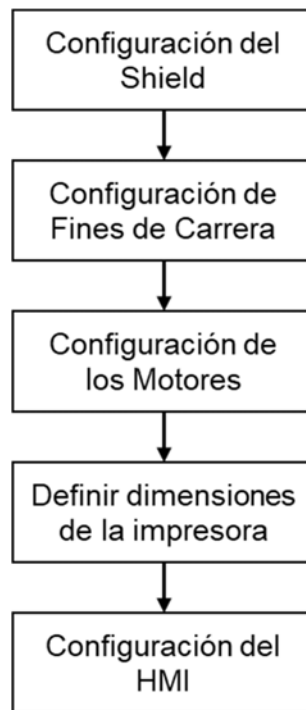 Configuración del
Shield
Configuración de
Fines de Carrera
Configuración de
los Motores
Definir dimensiones
de la impresora
Configuración del
HMI